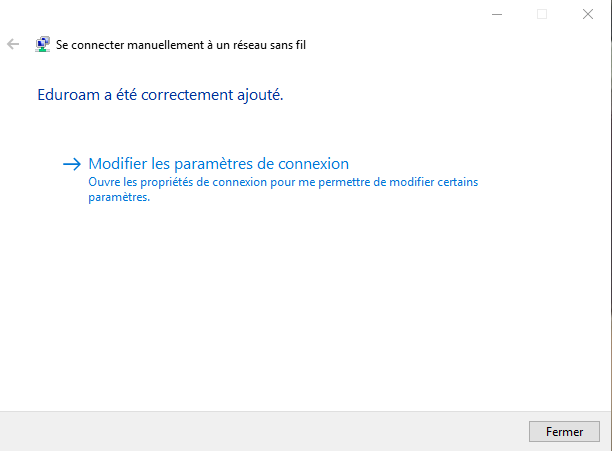 Se connecter manuellement à un réseau sans fil
Eduroam a été correctement ajouté.
Modifier les paramètres de connexion
Ouvre les propriétés de connexion pour me permettre de modifier certains
paramètres.
Fermer